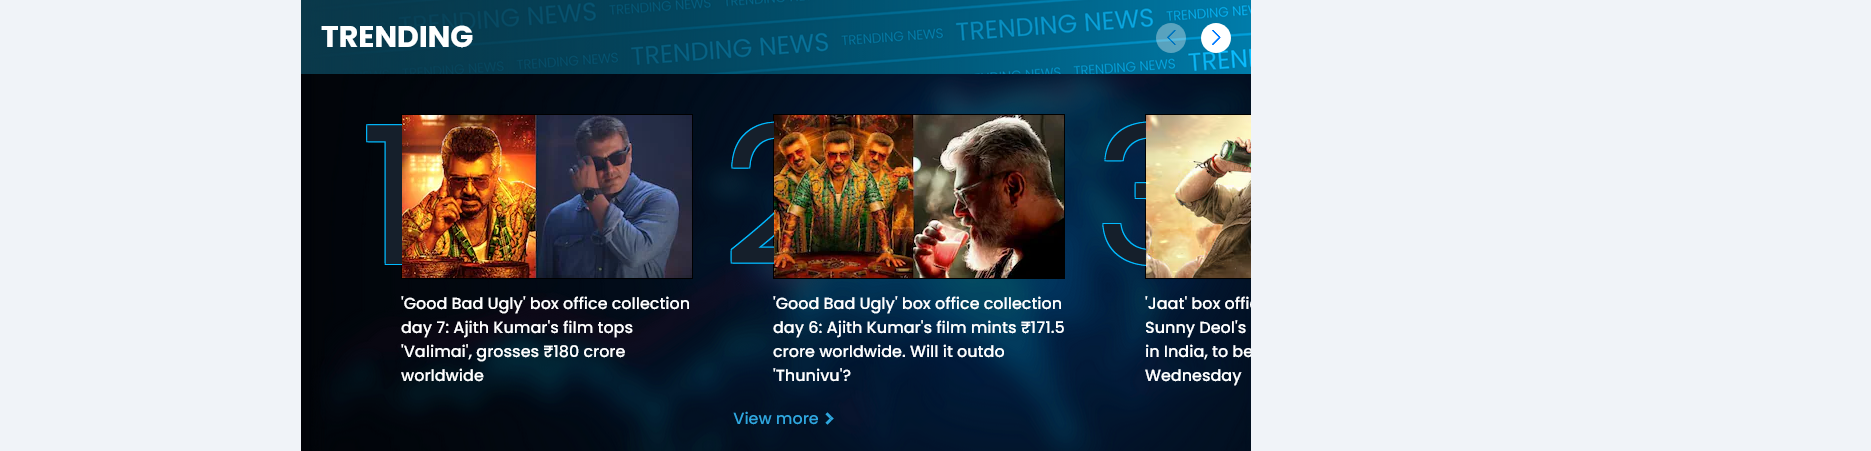 TRENDING NEWS
TRENDING NEWS
TRENDING NEWS
TRENDING NEWS
TRENDING NEWS
TRENDING NEWS
TRENDING NEWS
TRENDING NEWS
TRENDING NEWS
TRENDING
1
2
3
'Good Bad Ugly' box office collection
day 7: Ajith Kumar's film tops
'Valimai', grosses ₹180 crore
worldwide
'Good Bad Ugly' box office collection
day 6: Ajith Kumar's film mints ₹171.5
crore worldwide. Will it outdo
'Thunivu'?
'Jaat' box
Sunny Deol's
in India, to
Wednesday
View more